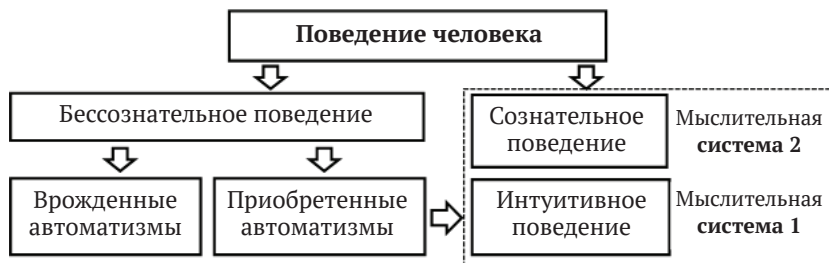 Поведение человека
Бессознательное поведение
Сознательное
поведение
Мыслительная
система 2
Врожденные
автоматизмы
Приобретенные
автоматизмы
Интуитивное
поведение
Мыслительная
система 1